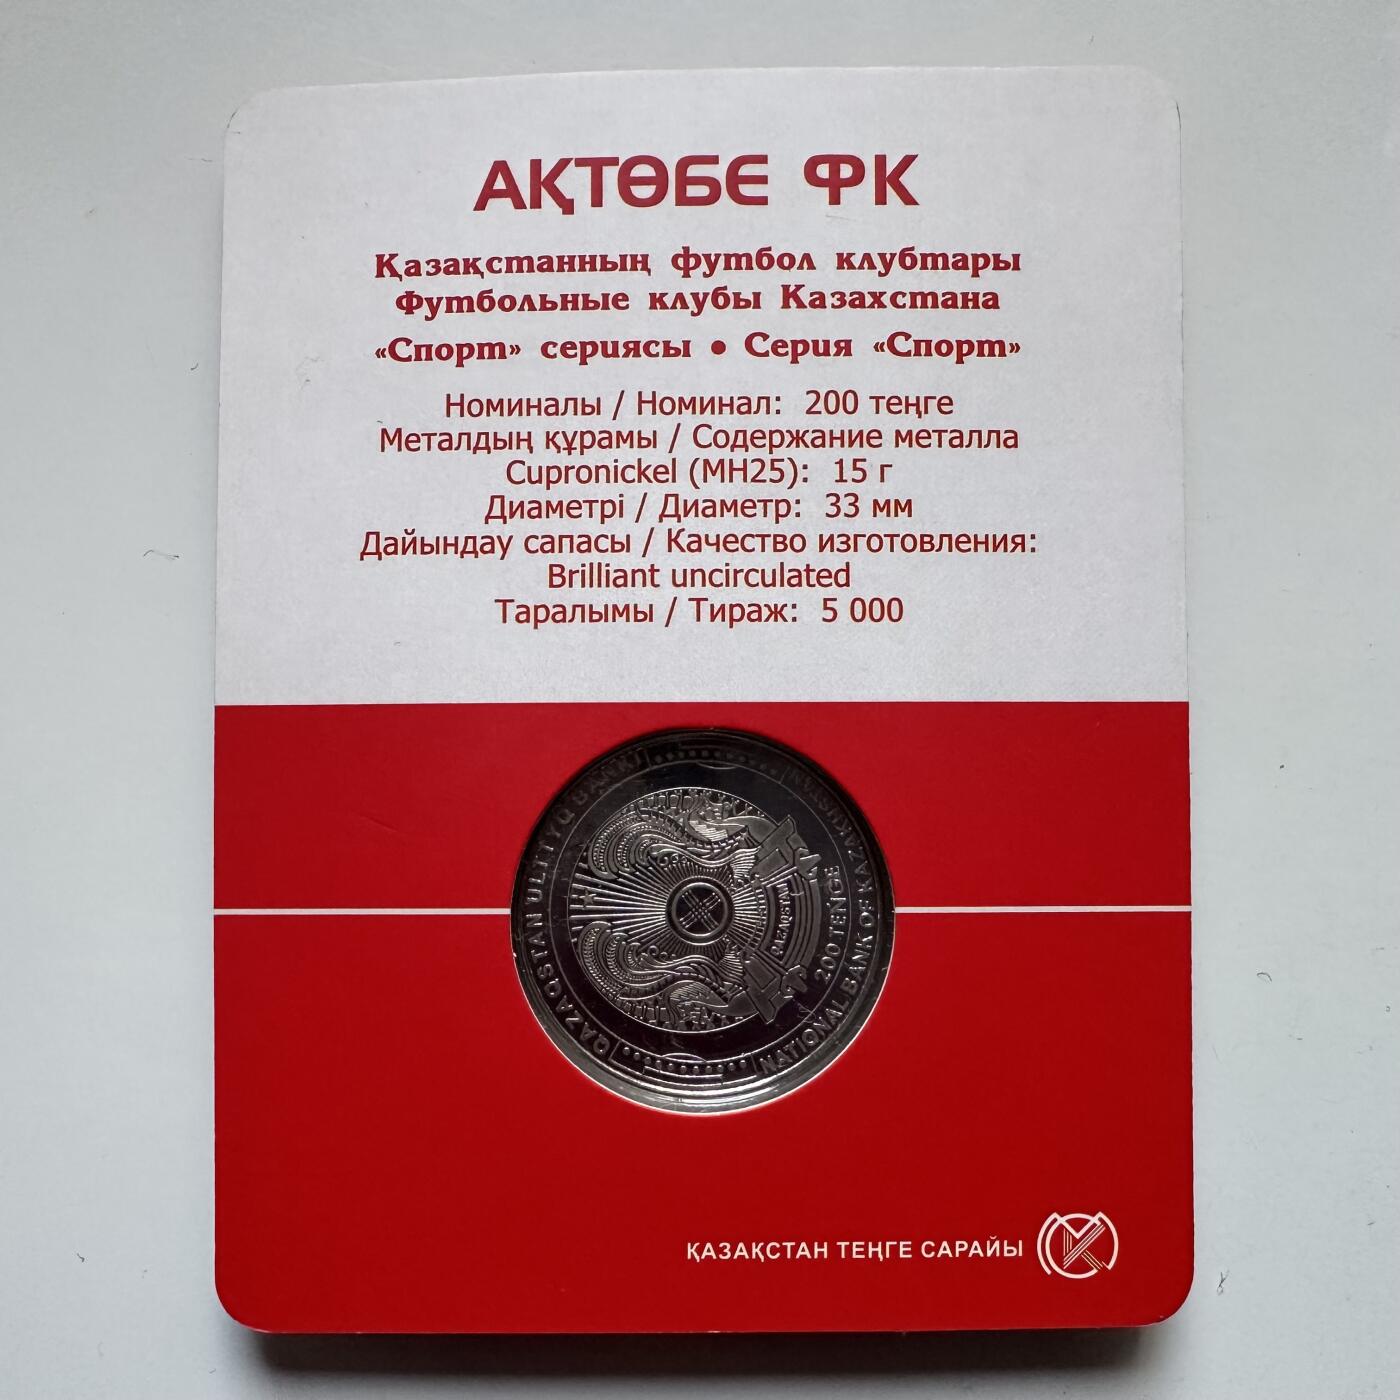 АҚТӨБЕ ФК
Қазақстанның футбол клубтары
Футбольные клубы Казахстана
«Спорт» сериясы • Серия «Спорт»
Номиналы / Номинал: 200 теңге
Металдың құрамы / Содержание металла
Cupronickel (МН25): 15 г
Диаметрі / Диаметр: 33 мм
Дайындау сапасы / Качество изготовления:
Brilliant uncirculated
Таралымы / Тираж: 5 000
QAZAQSTAN ULTTYQ BANKI
NATIONAL BANK OF KAZAKHSTAN
200 TEŃGE
QAZAQSTAN
ҚАЗАҚСТАН ТЕҢГЕ САРАЙЫ